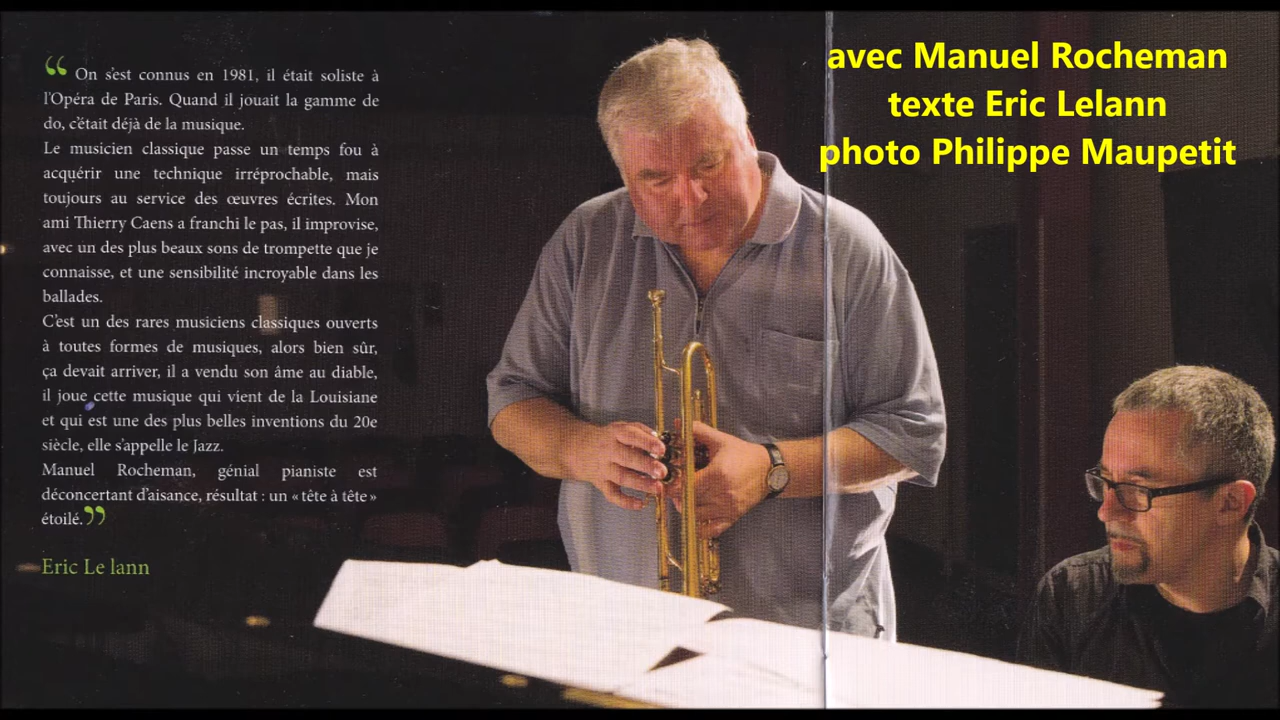 “ On s'est connus en 1981, il était soliste à
l'Opéra de Paris. Quand il jouait la gamme de
do, c'était déjà de la musique.
Le musicien classique passe un temps fou à
acquérir une technique irréprochable, mais
toujours au service des œuvres écrites. Mon
ami Thierry Caens a franchi le pas, il improvise,
avec un des plus beaux sons de trompette que je
connaisse, et une sensibilité incroyable dans les
ballades.
C'est un des rares musiciens classiques ouverts
à toutes formes de musiques, alors bien sûr,
ça devait arriver, il a vendu son âme au diable,
il joue cette musique qui vient de la Louisiane
et qui est une des plus belles inventions du 20e
siècle, elle s'appelle le Jazz.
Manuel Rocheman, génial pianiste est
déconcertant d'aisance, résultat : un « tête à tête »
étoilé.”
Eric Le lann
avec Manuel Rocheman
texte Eric Lelann
photo Philippe Maupetit